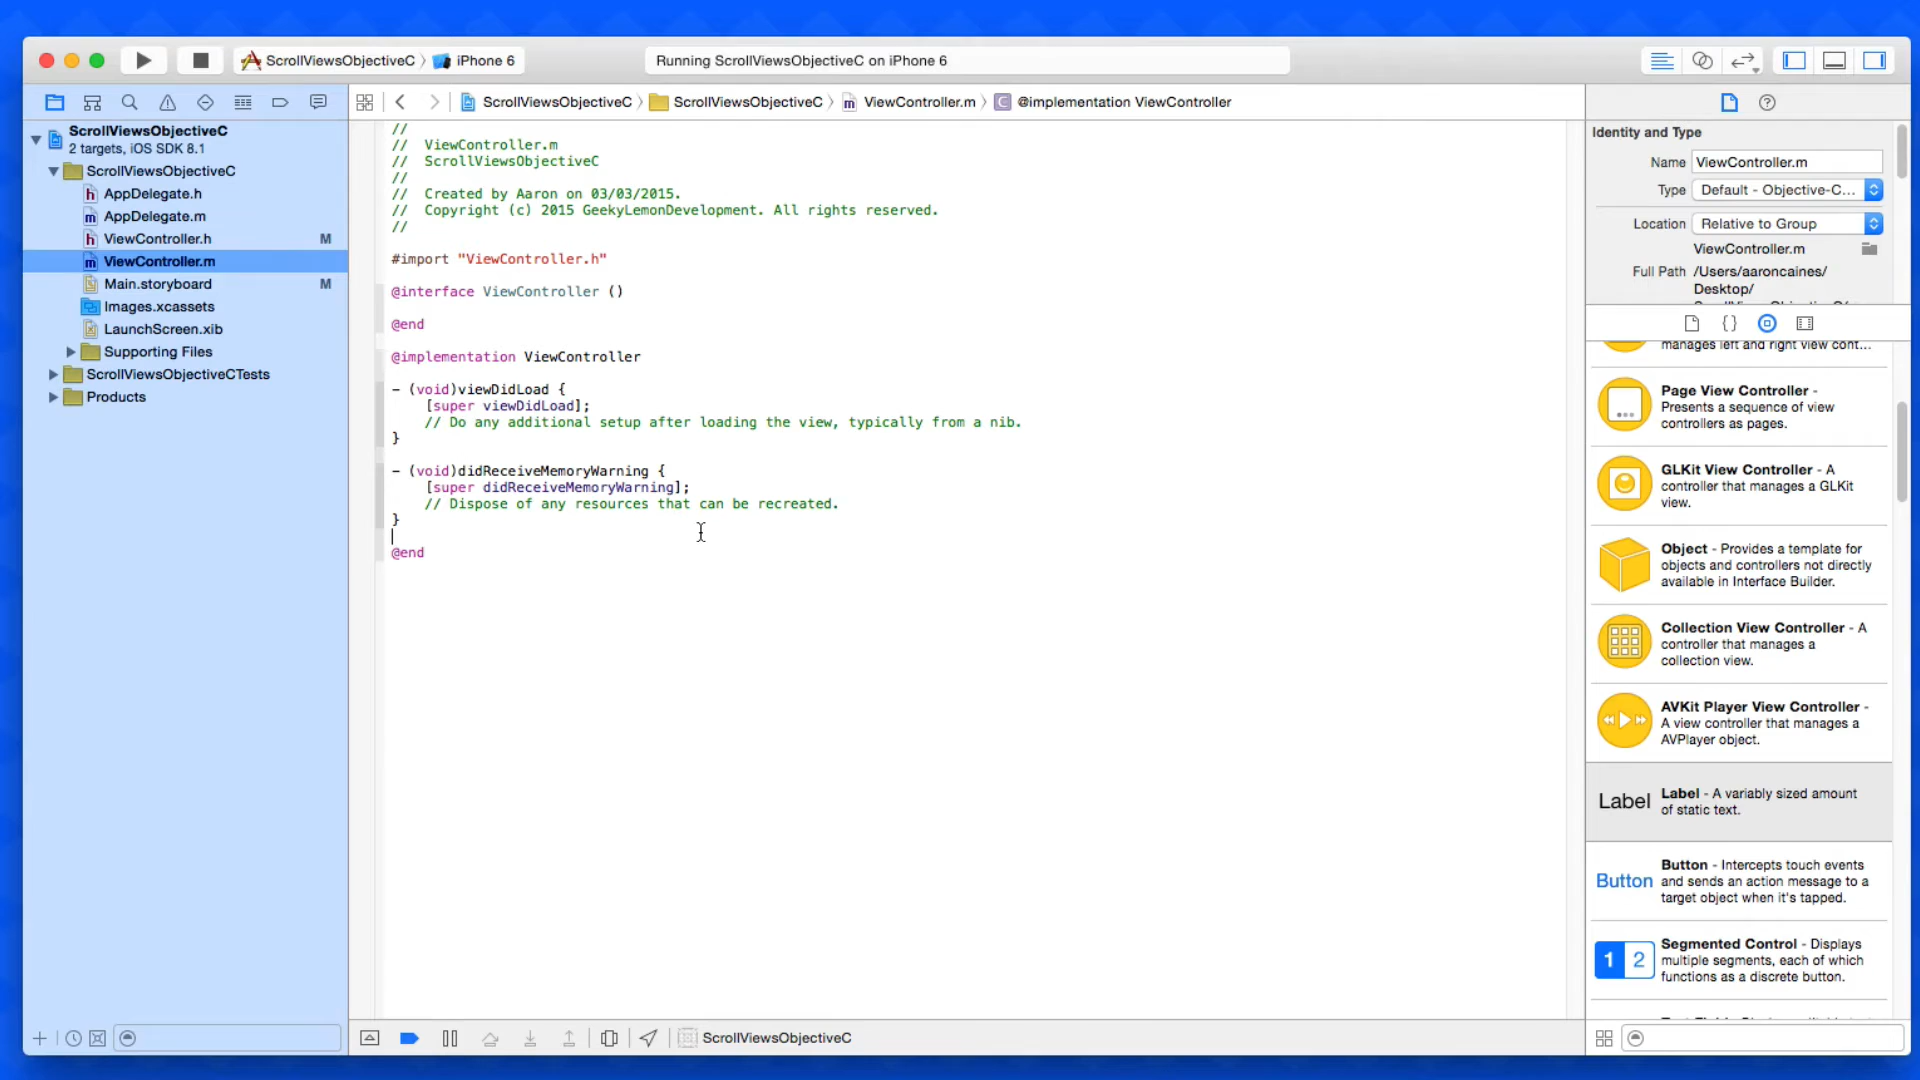 ScrollViewsObjectiveC
iPhone 6
Running ScrollViewsObjectiveC on iPhone 6
ScrollViewsObjectiveC
ScrollViewsObjectiveC
ViewController.m
C
@implementation ViewController
ScrollViewsObjectiveC
2 targets, iOS SDK 8.1
ScrollViewsObjectiveC
h AppDelegate.h
m AppDelegate.m
h ViewController.h M
m ViewController.m
Main.storyboard M
Images.xcassets
LaunchScreen.xib
Supporting Files
ScrollViewsObjectiveCTests
Products
//
//  ViewController.m
//  ScrollViewsObjectiveC
//
//  Created by Aaron on 03/03/2015.
//  Copyright (c) 2015 GeekyLemonDevelopment. All rights reserved.
//
#import "ViewController.h"
@interface ViewController ()
@end
@implementation ViewController
- (void)viewDidLoad {
    [super viewDidLoad];
    // Do any additional setup after loading the view, typically from a nib.
}
- (void)didReceiveMemoryWarning {
    [super didReceiveMemoryWarning];
    // Dispose of any resources that can be recreated.
}
@end
ScrollViewsObjectiveC
Identity and Type
Name ViewController.m
Type Default - Objective-C...
Location Relative to Group
ViewController.m
Full Path /Users/aaroncaines/
Desktop/
manages left and right view cont...
Page View Controller -
Presents a sequence of view
controllers as pages.
GLKit View Controller - A
controller that manages a GLKit
view.
Object - Provides a template for
objects and controllers not directly
available in Interface Builder.
Collection View Controller - A
controller that manages a
collection view.
AVKit Player View Controller -
A view controller that manages a
AVPlayer object.
Label
Label - A variably sized amount
of static text.
Button
Button - Intercepts touch events
and sends an action message to a
target object when it's tapped.
1 2
Segmented Control - Displays
multiple segments, each of which
functions as a discrete button.